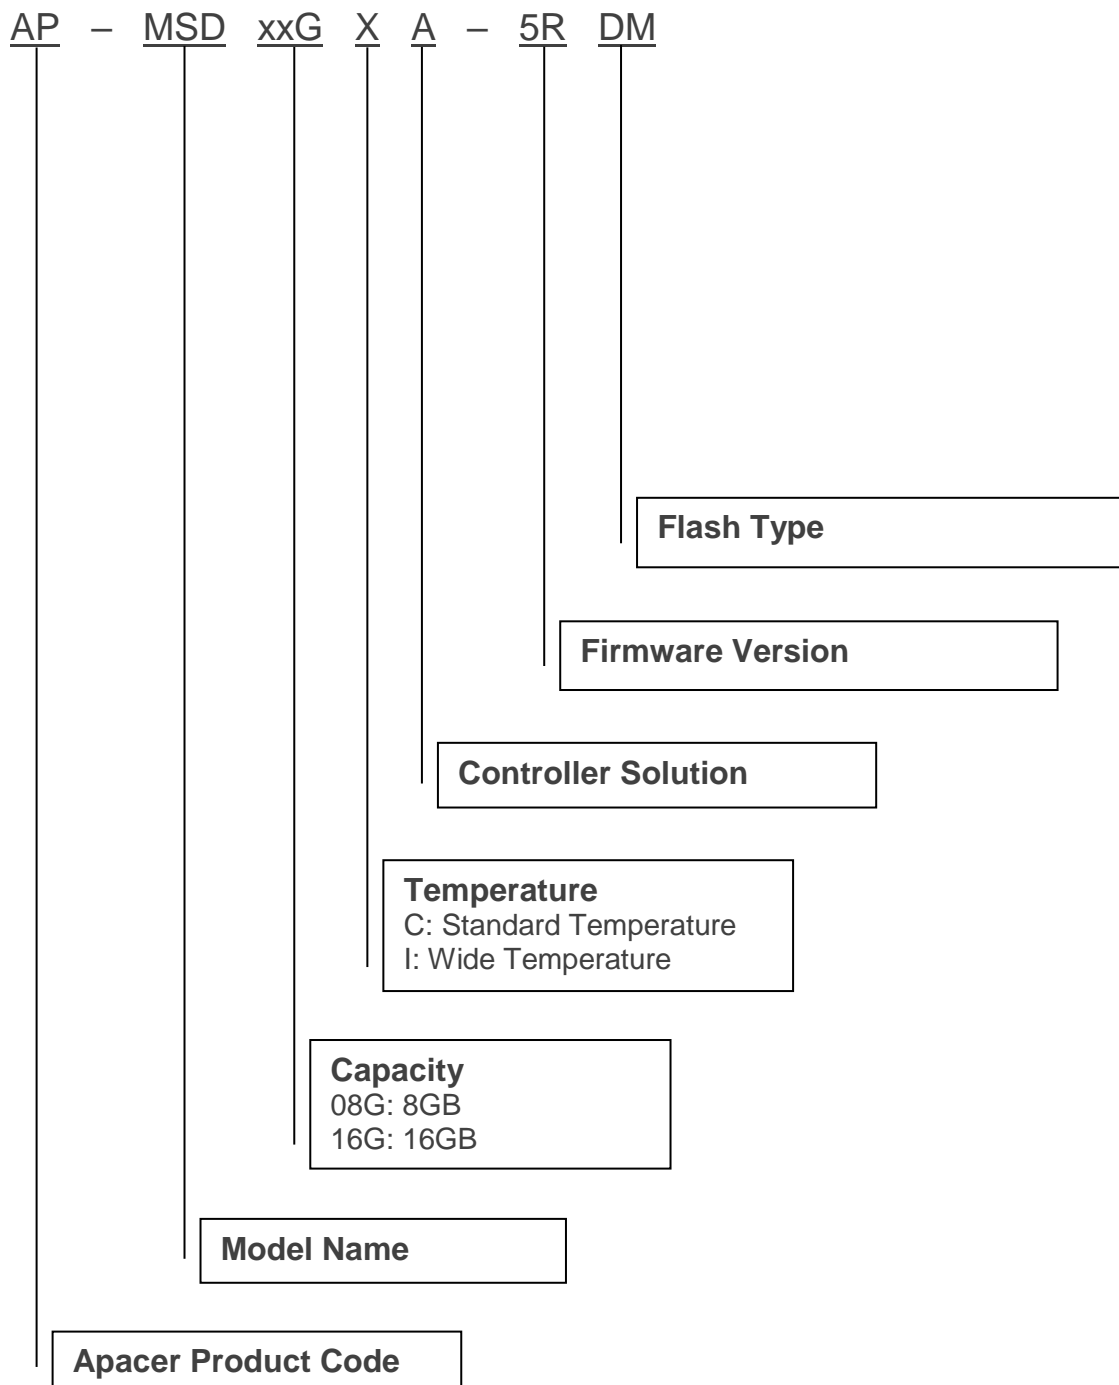 AP – MSD xxG X A – 5R DM
Flash Type
Firmware Version
Controller Solution
Temperature
C: Standard Temperature
I: Wide Temperature
Capacity
08G: 8GB
16G: 16GB
Model Name
Apacer Product Code